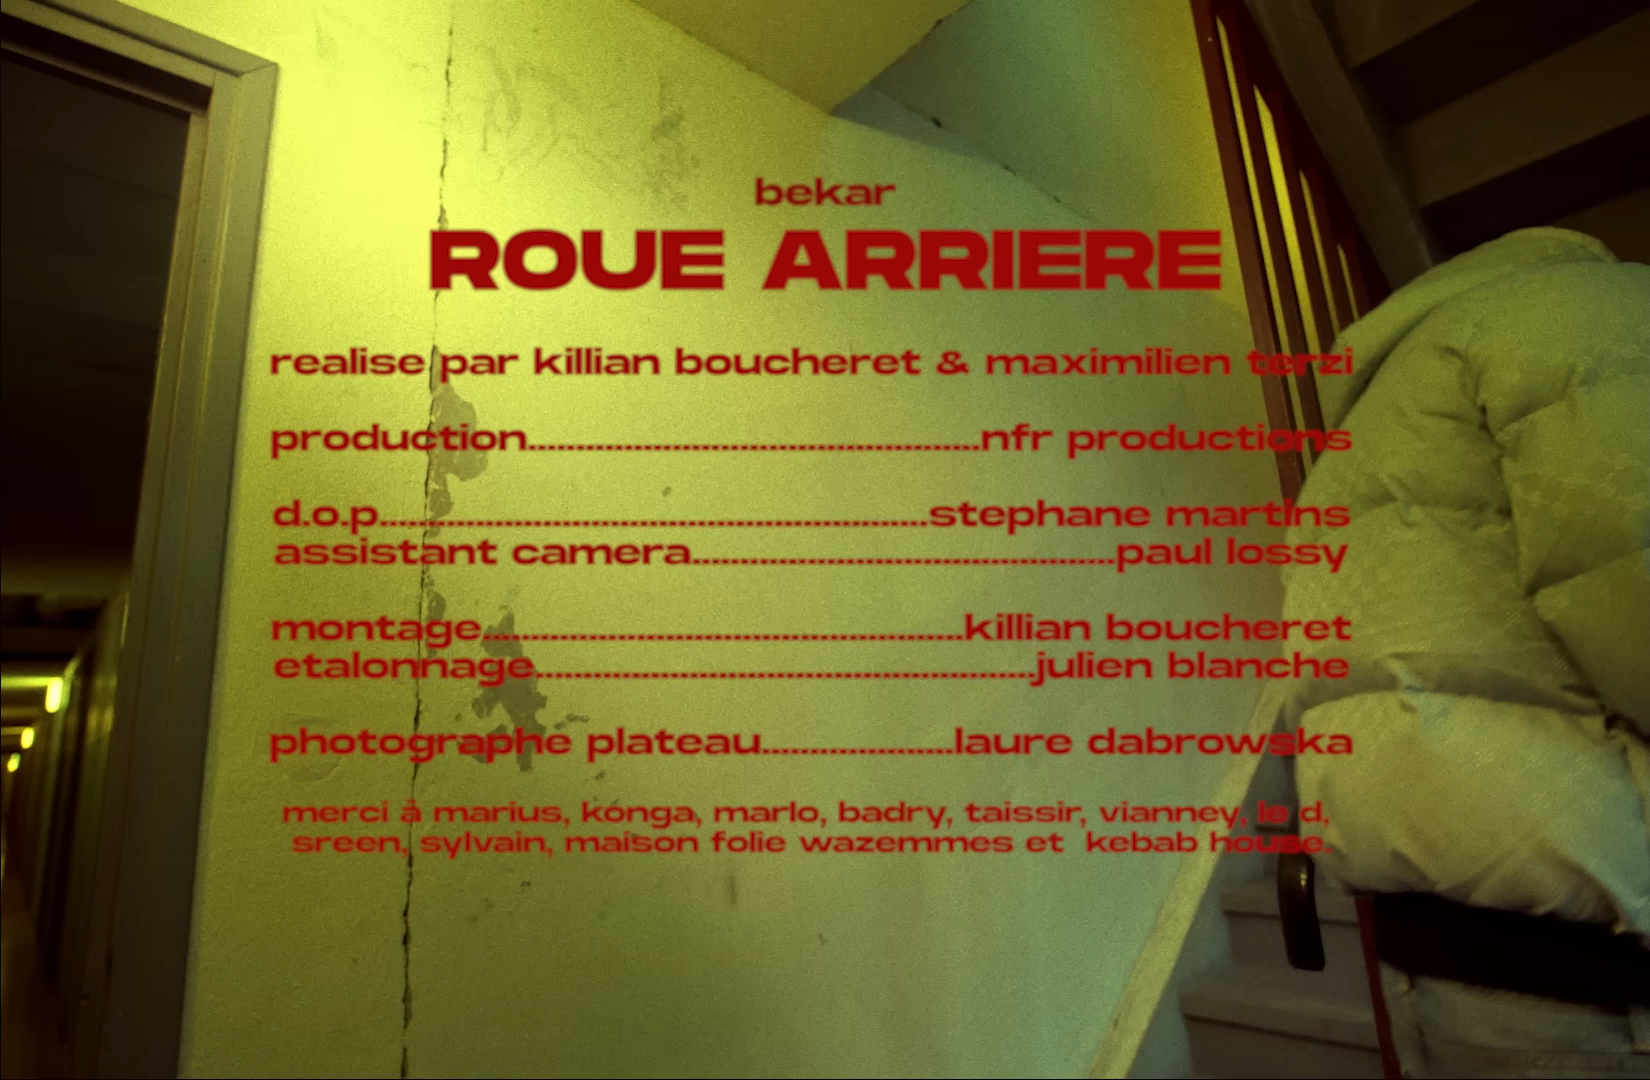 bekar
ROUE ARRIERE
realise par killian boucheret & maximilien terzi
production................................................nfr productions
d.o.p..........................................................stephane martins
assistant camera.............................................paul lossy
montage...................................................killian boucheret
etalonnage.....................................................julien blanche
photographe plateau....................laure dabrowska
merci à marius, konga, marlo, badry, taissir, vianney, le d,
sreen, sylvain, maison folie wazemmes et  kebab house.